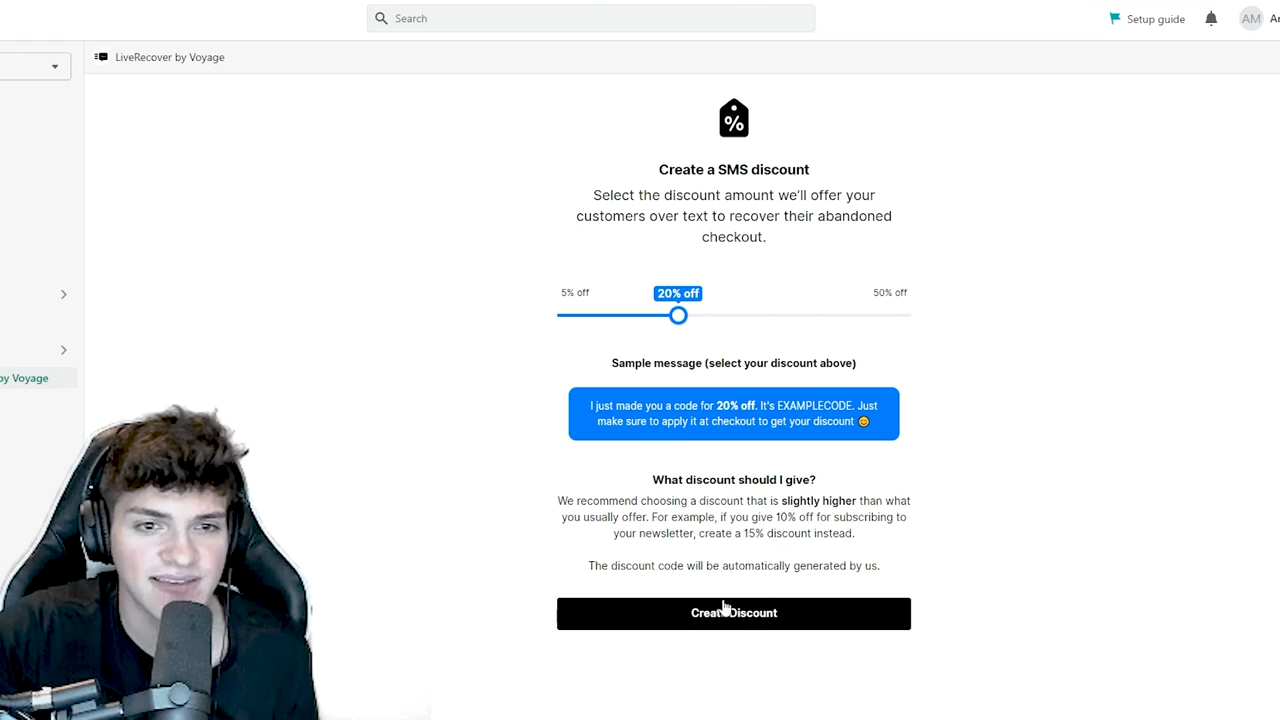 Search
Setup guide
AM
LiveRecover by Voyage
%
Create a SMS discount
Select the discount amount we'll offer your
customers over text to recover their abandoned
checkout.
5% off
20% off
50% off
Sample message (select your discount above)
by Voyage
I just made you a code for 20% off. It's EXAMPLECODE. Just
make sure to apply it at checkout to get your discount 😊
What discount should I give?
We recommend choosing a discount that is slightly higher than what
you usually offer. For example, if you give 10% off for subscribing to
your newsletter, create a 15% discount instead.
The discount code will be automatically generated by us.
Create Discount